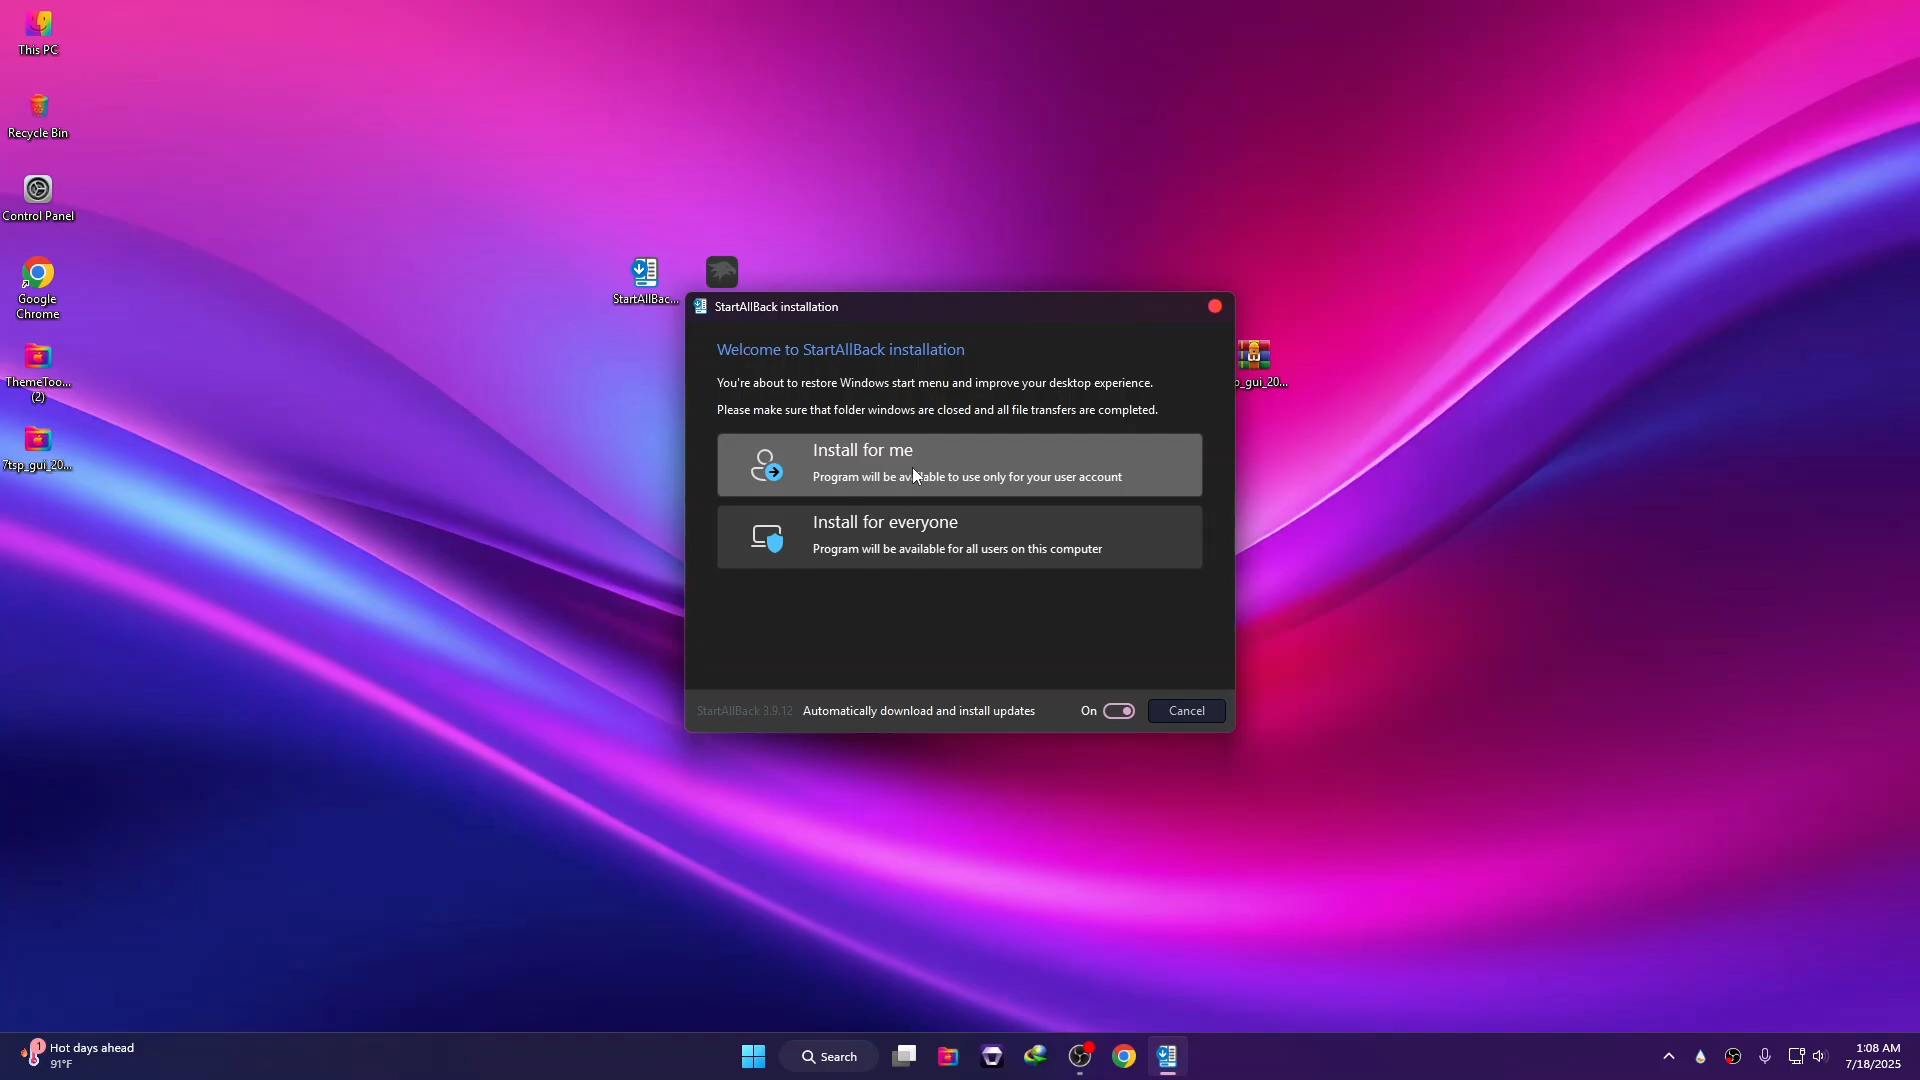 This PC
Recycle Bin
Control Panel
Google
Chrome
ThemeToo...
(2)
7tsp_gui_20...
StartAllBac...
p_gui_20...
StartAllBack installation
Welcome to StartAllBack installation
You're about to restore Windows start menu and improve your desktop experience.
Please make sure that folder windows are closed and all file transfers are completed.
Install for me
Program will be available to use only for your user account
Install for everyone
Program will be available for all users on this computer
StartAllBack 3.9.12 Automatically download and install updates On Cancel
1
Hot days ahead
91°F
Search
1:08 AM
7/18/2025